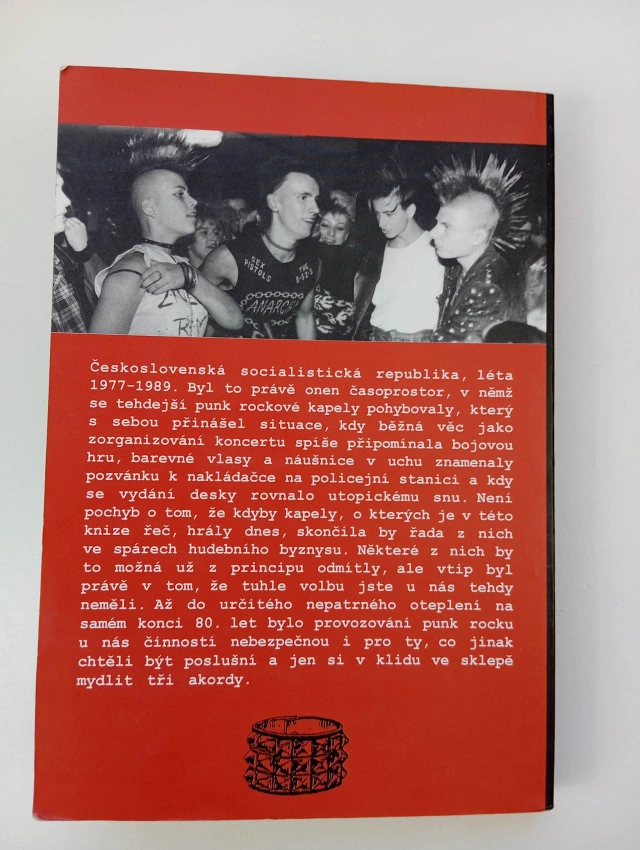 SEX
PISTOLS
THE
ANARCHY
Československá socialistická republika, léta
1977-1989. Byl to právě onen časoprostor, v němž
se tehdejší punk rockové kapely pohybovaly, který
s sebou přinášel situace, kdy běžná věc jako
zorganizování koncertu spíše připomínala bojovou
hru, barevné vlasy a náušnice v uchu znamenaly
pozvánku k nakládačce na policejní stanici a kdy
se vydání desky rovnalo utopickému snu. Není
pochyb o tom, že kdyby kapely, o kterých je v této
knize řeč, hrály dnes, skončila by řada z nich
ve spárech hudebního byznysu. Některé z nich by
to možná už z principu odmítly, ale vtip byl
právě v tom, že tuhle volbu jste u nás tehdy
neměli. Až do určitého nepatrného oteplení na
samém konci 80. let bylo provozování punk rocku
u nás činností nebezpečnou i pro ty, co jinak
chtěli být poslušní a jen si v klidu ve sklepě
mydlit tři akordy.